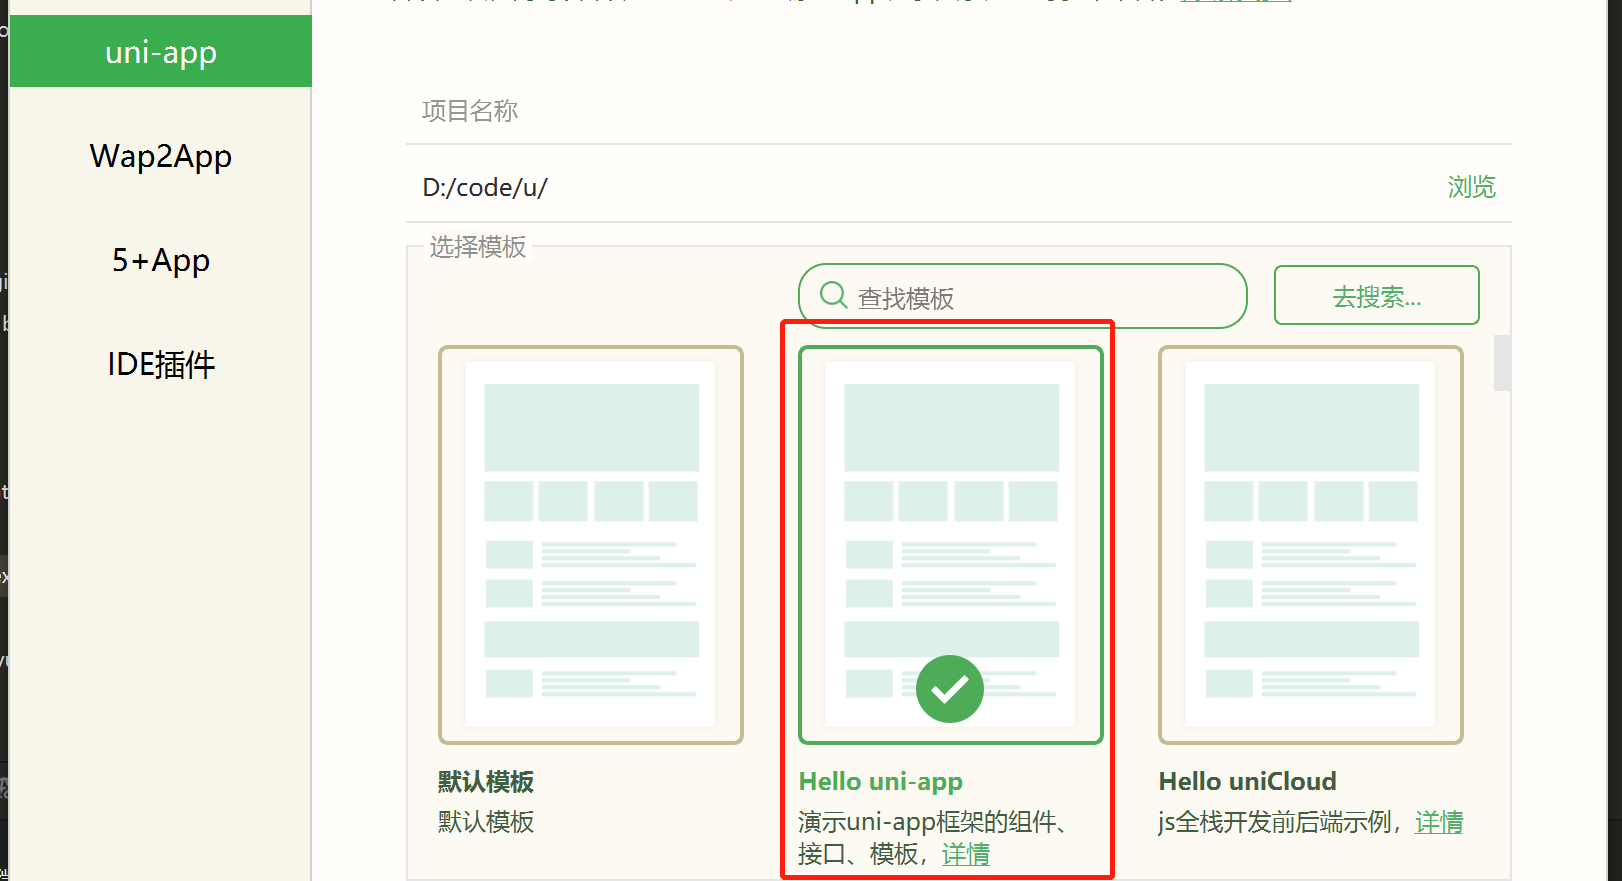 uni-app
Wap2App
5+App
IDE插件
项目名称
D:/code/u/
浏览
选择模板
查找模板
去搜索...
默认模板
默认模板
Hello uni-app
演示uni-app框架的组件、
接口、模板，详情
Hello uniCloud
js全栈开发前后端示例，详情